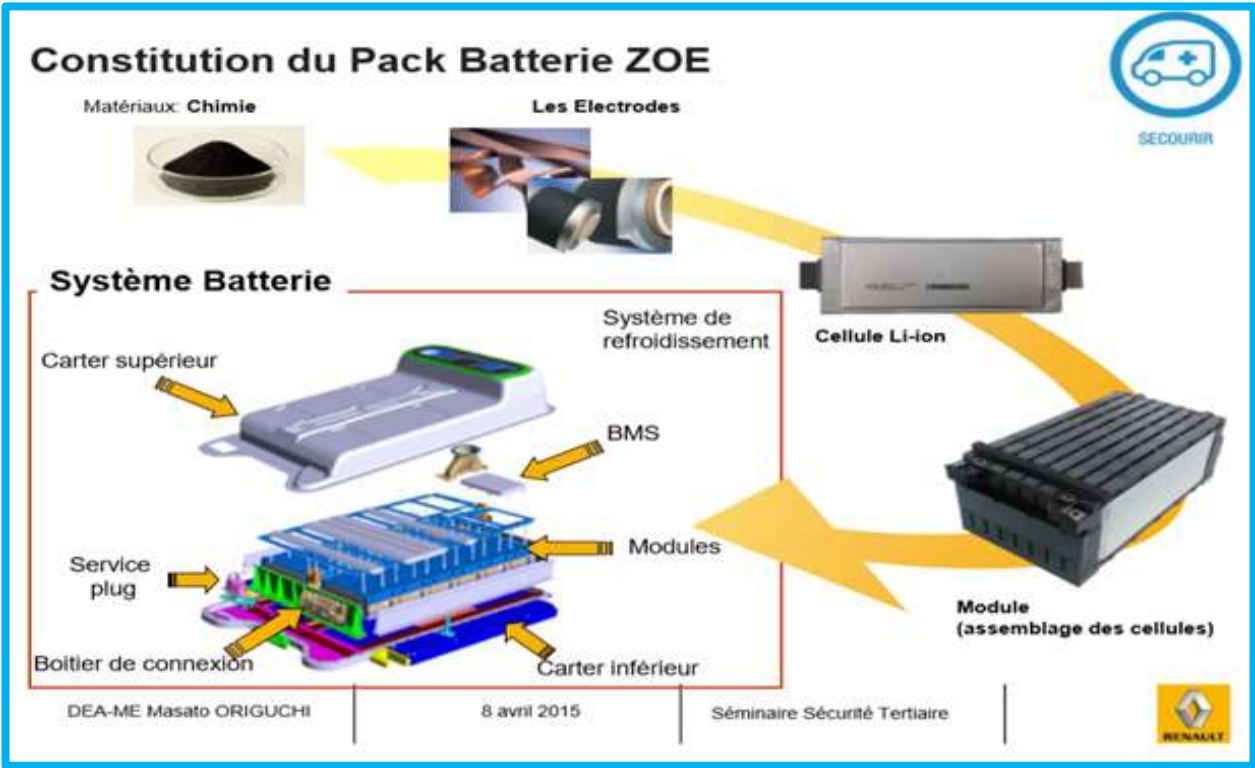 Constitution du Pack Batterie ZOE
SECOURIR
Matériaux: Chimie
Les Electrodes
Cellule Li-ion
Module
(assemblage des cellules)
Système Batterie
Système de
refroidissement
Carter supérieur
BMS
Modules
Service
plug
Boitier de connexion
Carter inférieur
DEA-ME Masato ORIGUCHI
8 avril 2015
Séminaire Sécurité Tertiaire
RENAULT